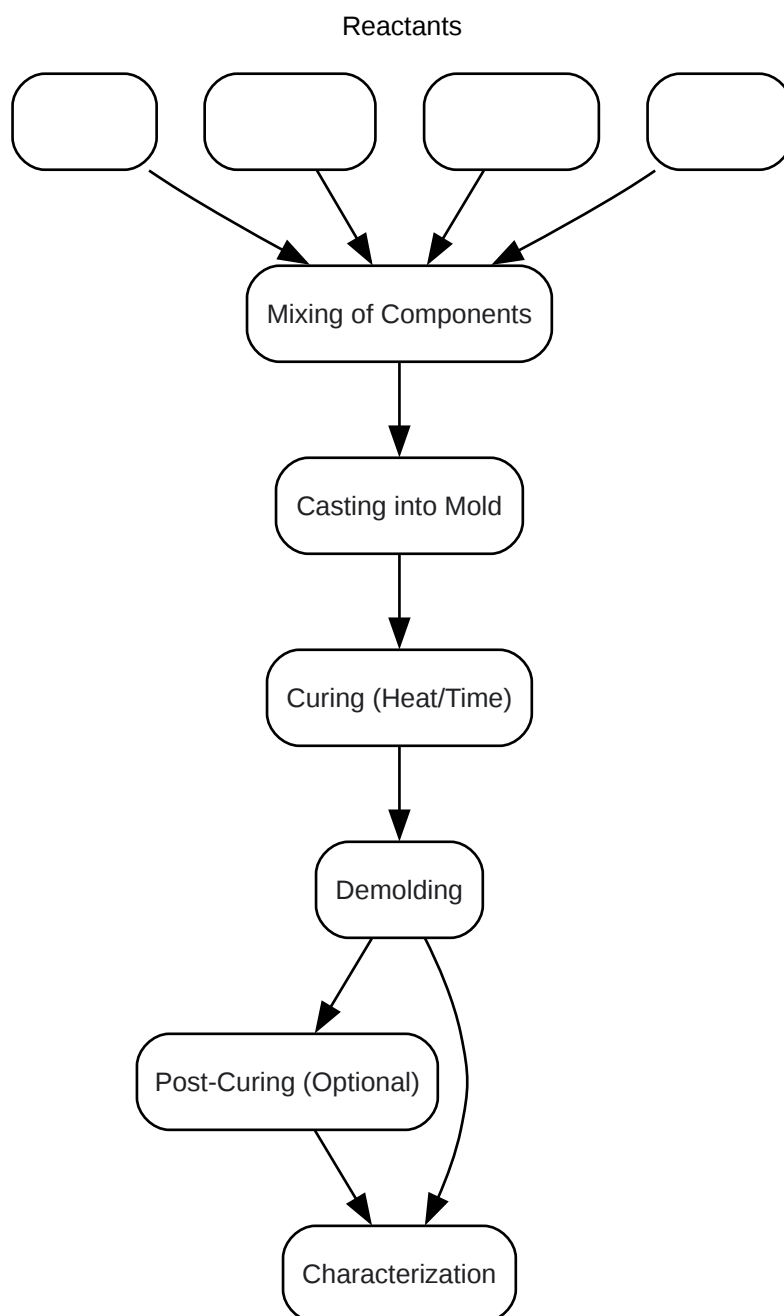 Reactants
Mixing of Components
Casting into Mold
Curing (Heat/Time)
Demolding
Post-Curing (Optional)
Characterization